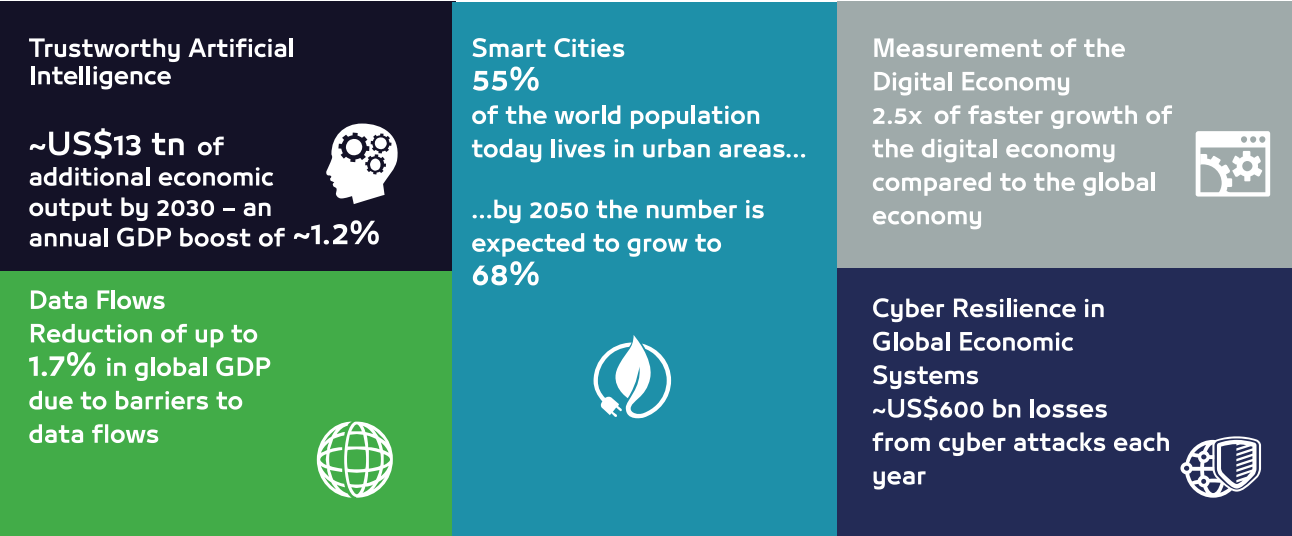 Trustworthy Artificial
Intelligence
~US$13 tn of
additional economic
output by 2030 – an
annual GDP boost of ~1.2%
Data Flows
Reduction of up to
1.7% in global GDP
due to barriers to
data flows
Smart Cities
55%
of the world population
today lives in urban areas...
...by 2050 the number is
expected to grow to
68%
Measurement of the
Digital Economy
2.5x of faster growth of
the digital economy
compared to the global
economy
Cyber Resilience in
Global Economic
Systems
~US$600 bn losses
from cyber attacks each
year